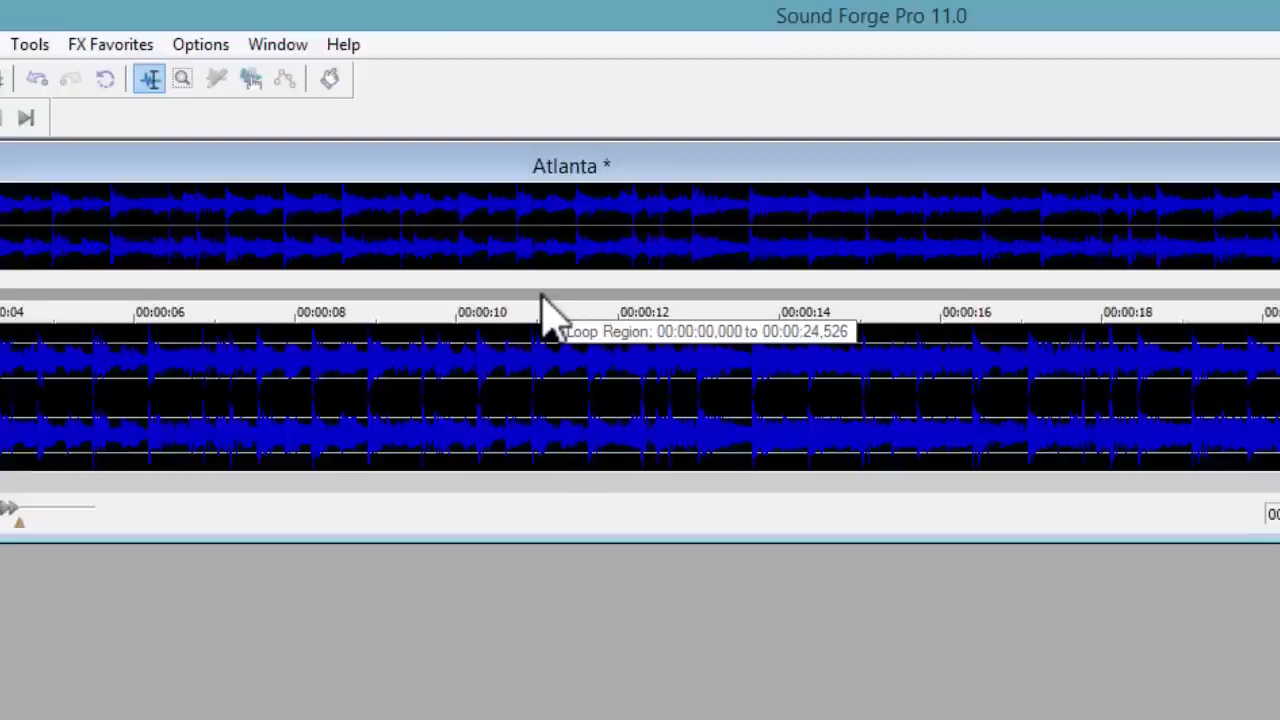 Sound Forge Pro 11.0
Tools FX Favorites Options Window Help
Atlanta *
0:04 00:00:06 00:00:08 00:00:10 00:00:12 00:00:14 00:00:16 00:00:18 00
Loop Region: 00:00:00,000 to 00:00:24,526
00